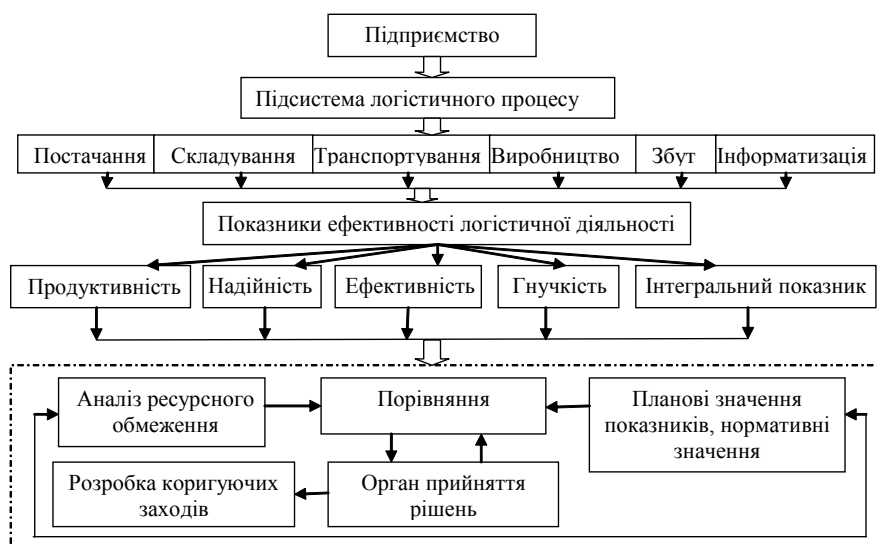 Підприємство
Підсистема логістичного процесу
Постачання
Складування
Транспортування
Виробництво
Збут
Інформатизація
Показники ефективності логістичної діяльності
Продуктивність
Надійність
Ефективність
Гнучкість
Інтегральний показник
Аналіз ресурсного
обмеження
Порівняння
Планові значення
показників, нормативні
значення
Розробка коригуючих
заходів
Орган прийняття
рішень